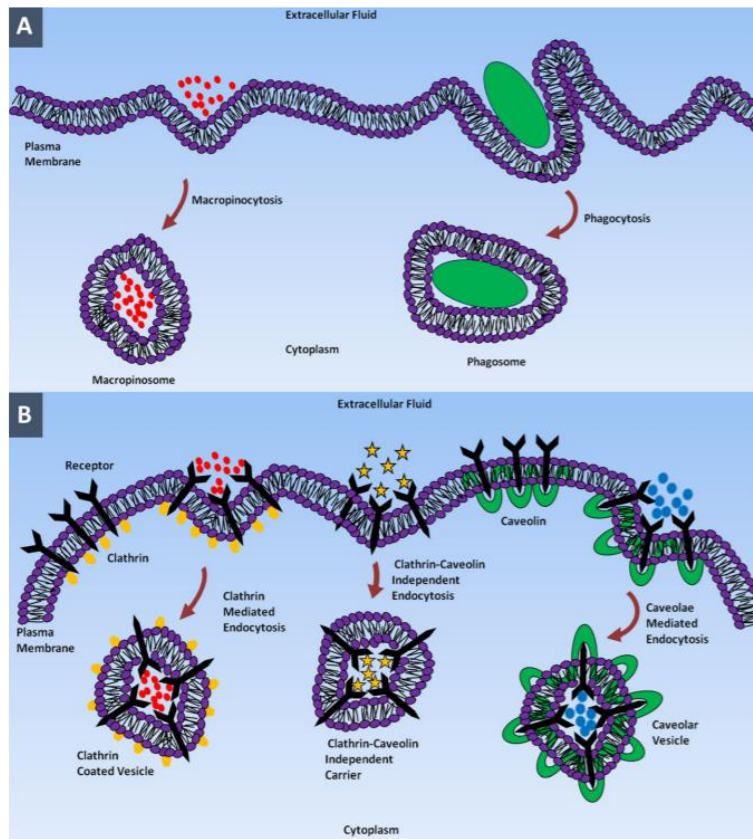 A
Extracellular Fluid
Plasma
Membrane
Macropinocytosis
Phagocytosis
Cytoplasm
Macropinosome
Phagosome
B
Extracellular Fluid
Receptor
Clathrin
Caveolin
Plasma
Membrane
Clathrin
Mediated
Endocytosis
Clathrin-Caveolin
Independent
Endocytosis
Caveolae
Mediated
Endocytosis
Clathrin
Coated Vesicle
Clathrin-Caveolin
Independent
Carrier
Caveolar
Vesicle
Cytoplasm